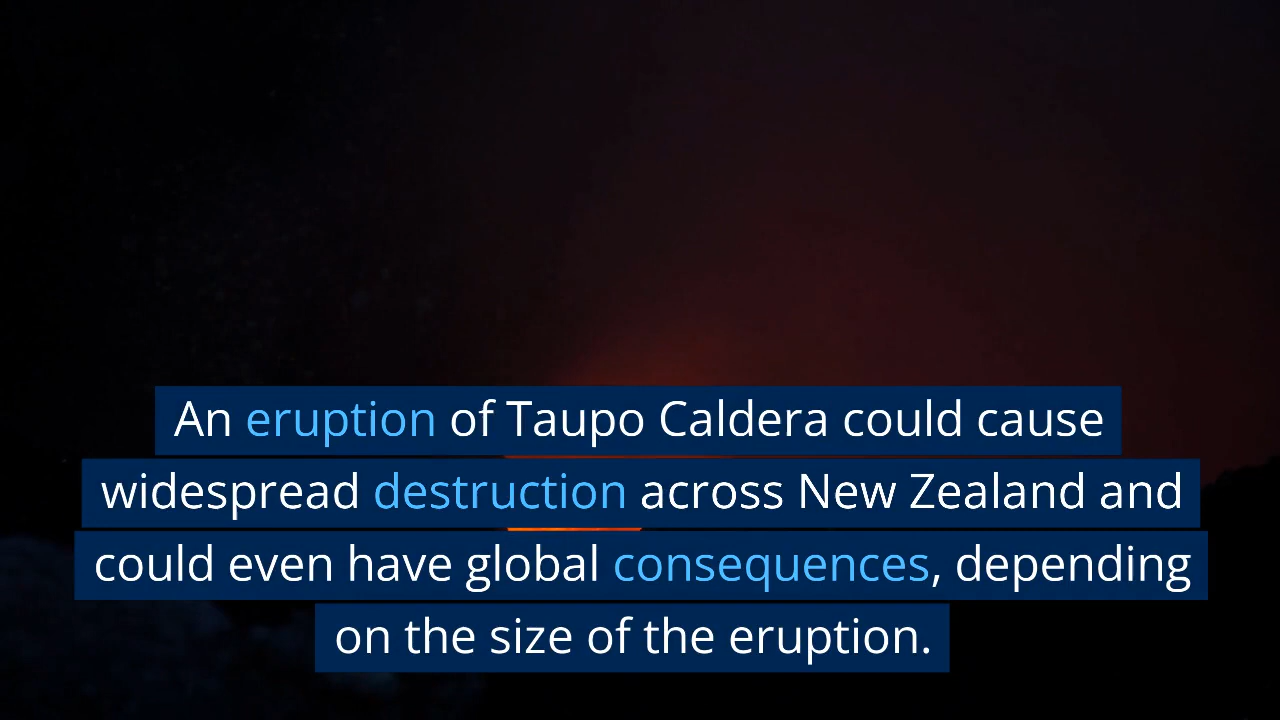 An eruption of Taupo Caldera could cause
widespread destruction across New Zealand and
could even have global consequences, depending
on the size of the eruption.